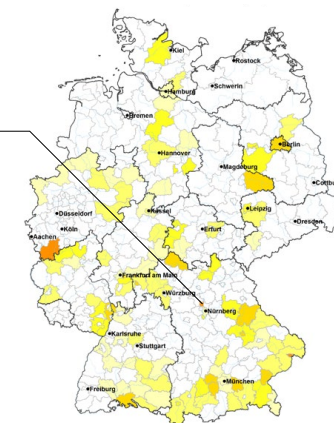 Kiel
Rostock
Hamburg
Schwerin
Bremen
Berlin
Hannover
Magdeburg
Cottb
Leipzig
Kassel
Düsseldorf
Dresden
Erfurt
Köln
Aachen
Frankfurt am Main
Würzburg
Nürnberg
Karlsruhe
Stuttgart
München
Freiburg